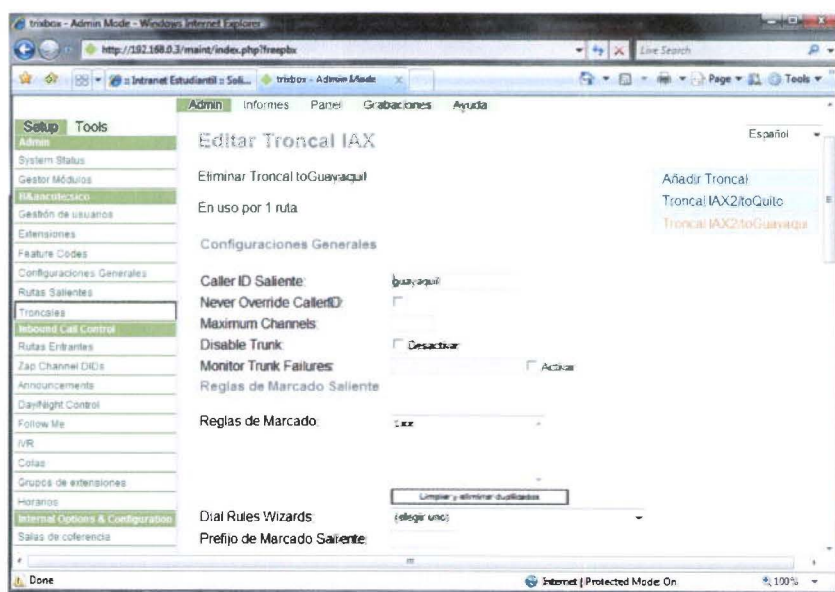 trixbox - Admin Mode - Windows Internet Explorer
http://192.168.0.3/maint/index.php?freepbx
Live Search
:: Intranet Estudiantil :: Soli... trixbox - Admin Mode
Page Tools
Admin Informes Panel Grabaciones Ayuda
Setup Tools
Español
Admin
System Status
Gestor Módulos
Gestión de usuarios
Extensiones
Feature Codes
Configuraciones Generales
Rutas Salientes
Troncales
Inbound Call Control
Rutas Entrantes
Zap Channel DIDs
Announcements
Day/Night Control
Follow Me
IVR
Colas
Grupos de extensiones
Horarios
Internal Options & Configuration
Salas de coferencia
Editar Troncal IAX
Eliminar Troncal toGuayaquil
En uso por 1 ruta
Configuraciones Generales
Caller ID Saliente: guayaquil
Never Override CallerID:
Maximum Channels:
Disable Trunk: Desactivar
Monitor Trunk Failures: Activar
Reglas de Marcado Saliente
Reglas de Marcado: 1xx
Limpiar y eliminar duplicados
Dial Rules Wizards: (elegir uno)
Prefijo de Marcado Saliente:
Añadir Troncal
Troncal IAX2/toQuito
Troncal IAX2/toGuayaqui
Done
Internet | Protected Mode: On
100%